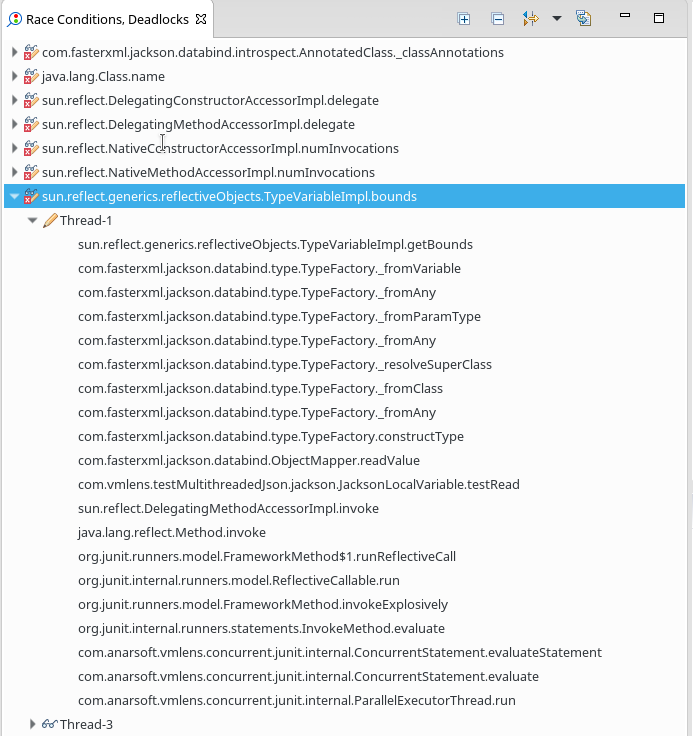 Race Conditions, Deadlocks
com.fasterxml.jackson.databind.introspect.AnnotatedClass._classAnnotations
java.lang.Class.name
sun.reflect.DelegatingConstructorAccessorImpl.delegate
sun.reflect.DelegatingMethodAccessorImpl.delegate
sun.reflect.NativeConstructorAccessorImpl.numInvocations
sun.reflect.NativeMethodAccessorImpl.numInvocations
sun.reflect.generics.reflectiveObjects.TypeVariableImpl.bounds
Thread-1
sun.reflect.generics.reflectiveObjects.TypeVariableImpl.getBounds
com.fasterxml.jackson.databind.type.TypeFactory._fromVariable
com.fasterxml.jackson.databind.type.TypeFactory._fromAny
com.fasterxml.jackson.databind.type.TypeFactory._fromParamType
com.fasterxml.jackson.databind.type.TypeFactory._fromAny
com.fasterxml.jackson.databind.type.TypeFactory._resolveSuperClass
com.fasterxml.jackson.databind.type.TypeFactory._fromClass
com.fasterxml.jackson.databind.type.TypeFactory._fromAny
com.fasterxml.jackson.databind.type.TypeFactory.constructType
com.fasterxml.jackson.databind.ObjectMapper.readValue
com.vmlens.testMultithreadedJson.jackson.JacksonLocalVariable.testRead
sun.reflect.DelegatingMethodAccessorImpl.invoke
java.lang.reflect.Method.invoke
org.junit.runners.model.FrameworkMethod$1.runReflectiveCall
org.junit.internal.runners.model.ReflectiveCallable.run
org.junit.runners.model.FrameworkMethod.invokeExplosively
org.junit.internal.runners.statements.InvokeMethod.evaluate
com.anarsoft.vmlens.concurrent.junit.internal.ConcurrentStatement.evaluateStatement
com.anarsoft.vmlens.concurrent.junit.internal.ConcurrentStatement.evaluate
com.anarsoft.vmlens.concurrent.junit.internal.ParallelExecutorThread.run
Thread-3